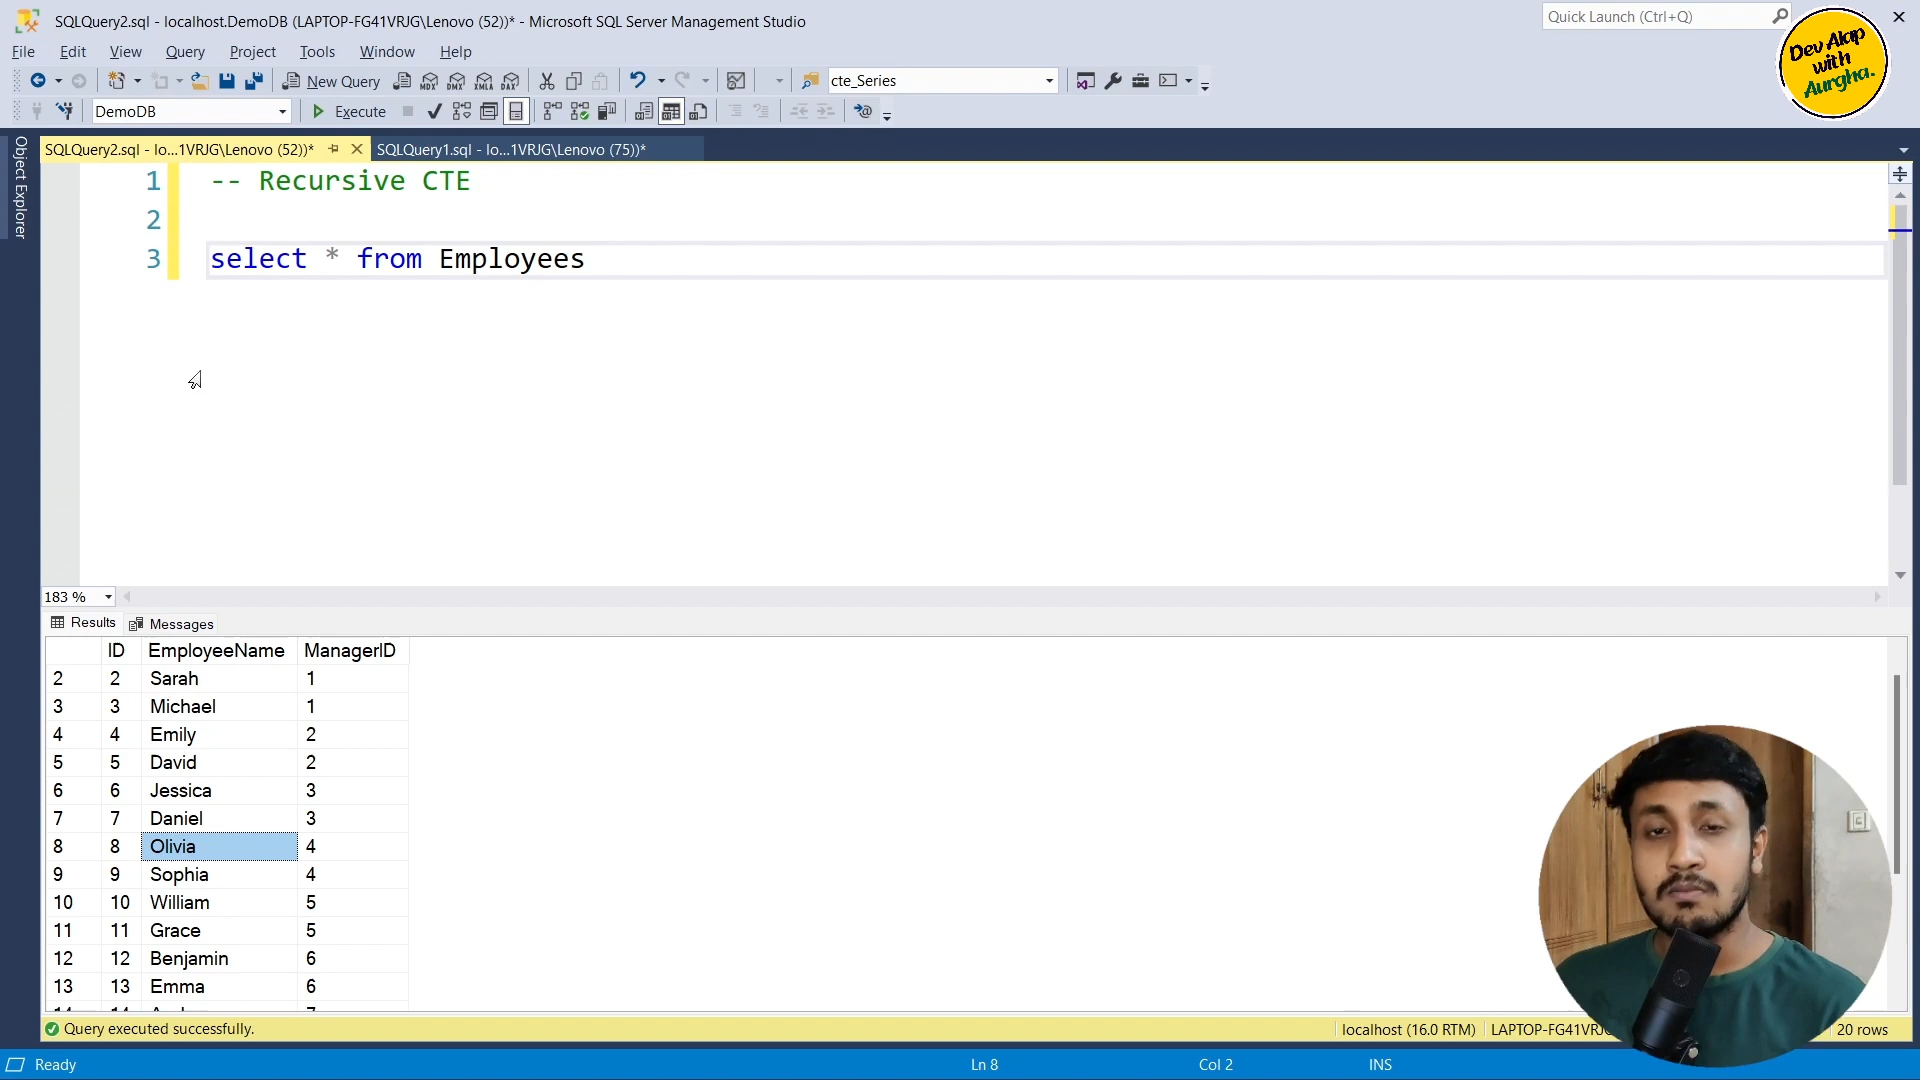 SQLQuery2.sql - localhost.DemoDB (LAPTOP-FG41VRJG\Lenovo (52))* - Microsoft SQL Server Management Studio
Quick Launch (Ctrl+Q)
Dev Alap
with
Aurgha.
File Edit View Query Project Tools Window Help
New Query
MDX DMX XMLA DAX
cte_Series
DemoDB
Execute
Object Explorer
SQLQuery2.sql - lo...1VRJG\Lenovo (52))*
SQLQuery1.sql - lo...1VRJG\Lenovo (75))*
1 -- Recursive CTE
2
3 select * from Employees
183 %
Results Messages
ID EmployeeName ManagerID
2 2 Sarah 1
3 3 Michael 1
4 4 Emily 2
5 5 David 2
6 6 Jessica 3
7 7 Daniel 3
8 8 Olivia 4
9 9 Sophia 4
10 10 William 5
11 11 Grace 5
12 12 Benjamin 6
13 13 Emma 6
Query executed successfully.
localhost (16.0 RTM)
20 rows
Ready
Ln 8
Col 2
INS